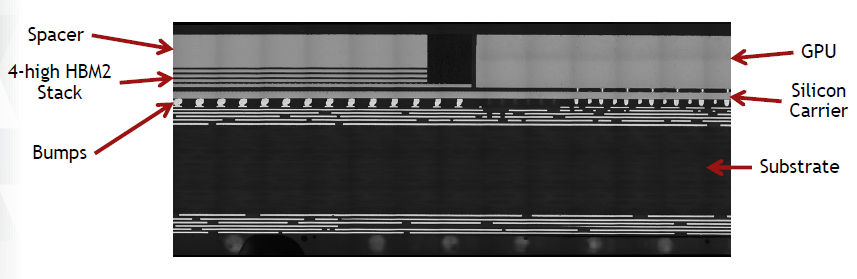 Spacer
4-high HBM2
Stack
Bumps
GPU
Silicon
Carrier
Substrate